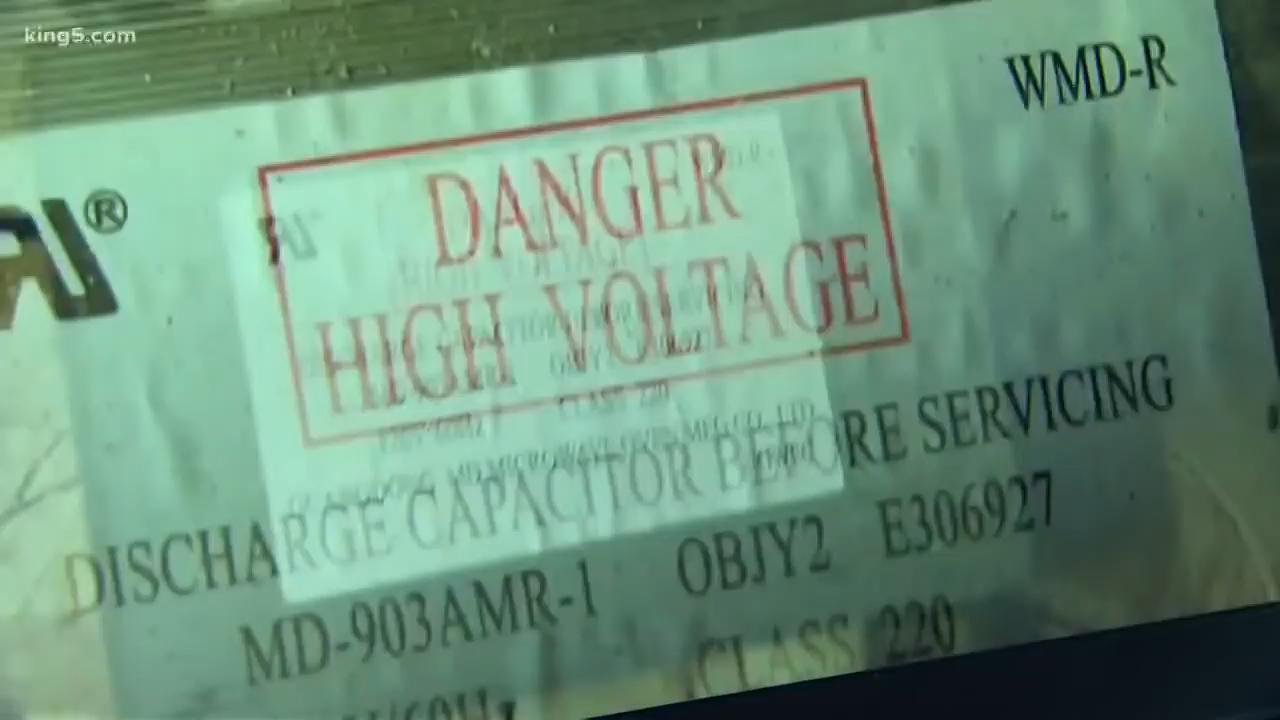 king5.com
WMD-R
®
DANGER
HIGH VOLTAGE
DISCHARGE CAPACITOR BEFORE SERVICING
MD-903AMR-1 OBJY2 E306927
CLASS 220